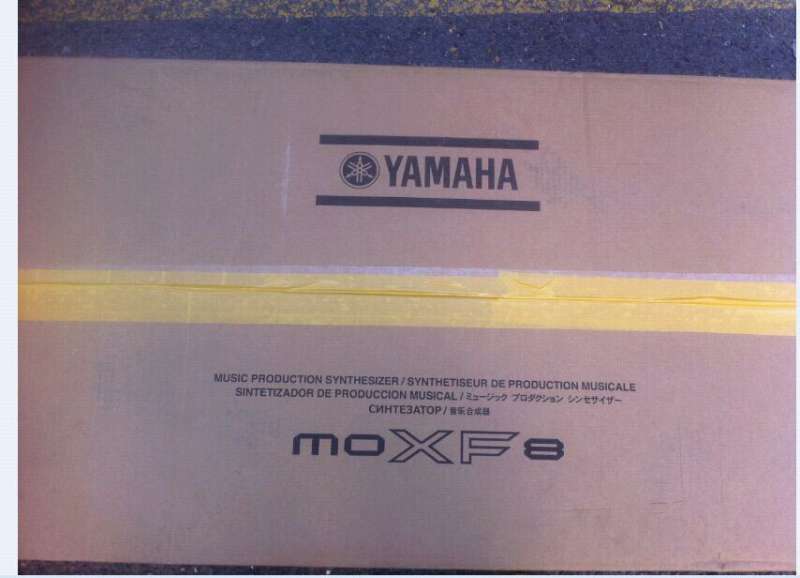 YAMAHA
MUSIC PRODUCTION SYNTHESIZER / SYNTHETISEUR DE PRODUCTION MUSICALE
SINTETIZADOR DE PRODUCCION MUSICAL / ミュージック プロダクション シンセサイザー
СИНТЕЗАТОР / 音乐合成器
moXF8